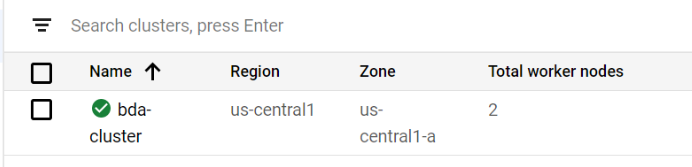 Search clusters, press Enter
Name Region Zone Total worker nodes
bda- us-central1 us- 2
cluster central1-a